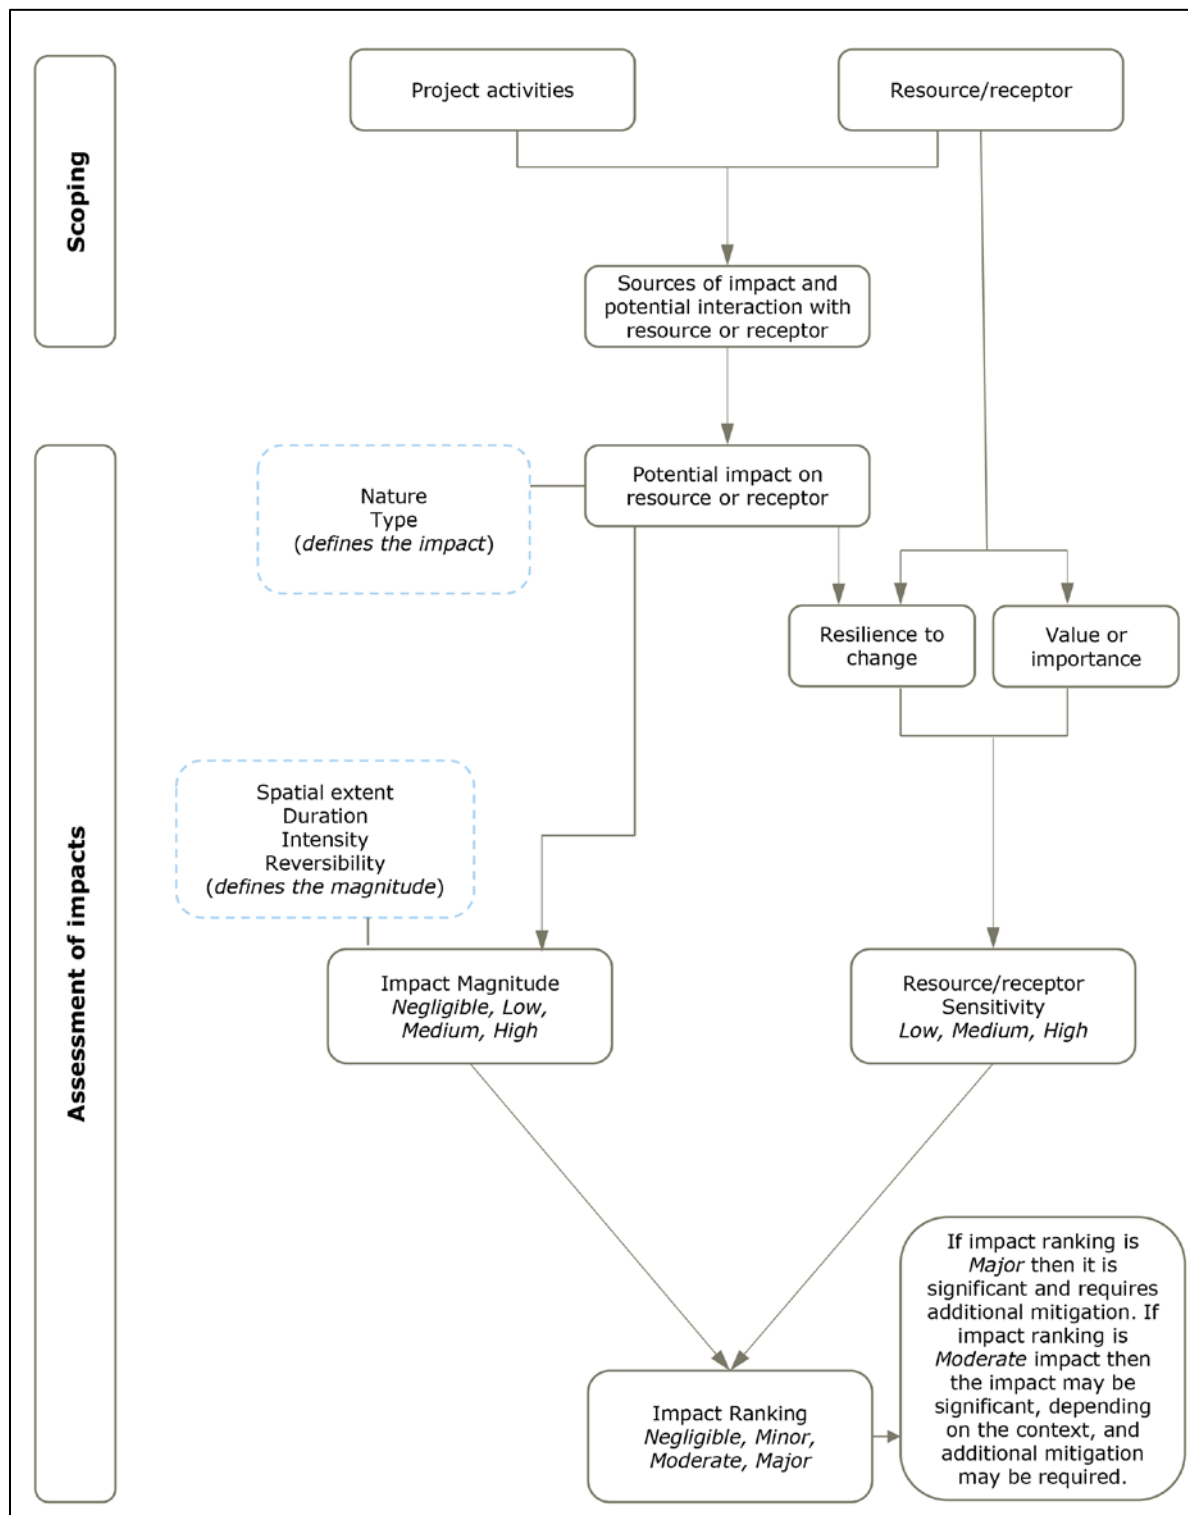 Scoping
Project activities
Resource/receptor
Sources of impact and
potential interaction with
resource or receptor
Assessment of impacts
Nature
Type
(defines the impact)
Potential impact on
resource or receptor
Resilience to
change
Value or
importance
Spatial extent
Duration
Intensity
Reversibility
(defines the magnitude)
Impact Magnitude
Negligible, Low,
Medium, High
Resource/receptor
Sensitivity
Low, Medium, High
Impact Ranking
Negligible, Minor,
Moderate, Major
If impact ranking is
Major then it is
significant and requires
additional mitigation. If
impact ranking is
Moderate impact then
the impact may be
significant, depending
on the context, and
additional mitigation
may be required.